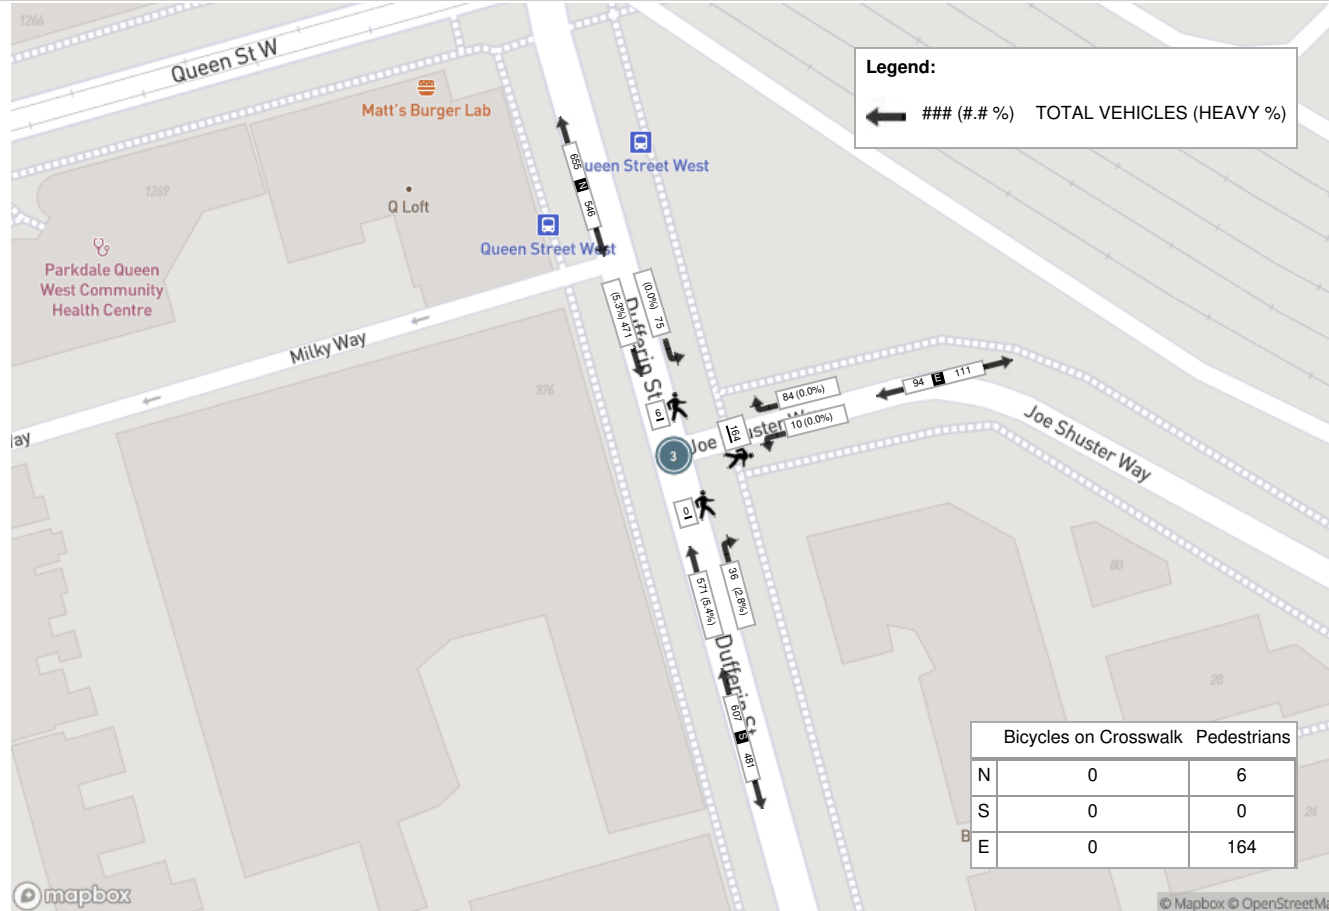 1266
Queen St W
Matt's Burger Lab
Legend:
### (#.# %) TOTAL VEHICLES (HEAVY %)
Queen Street West
655 N 546
1269
Q Loft
Queen Street West
Parkdale Queen
West Community
Health Centre
(5.3%) 471
(0.0%) 75
Dufferin St
Milky Way
376
84 (0.0%)
94 E 111
10 (0.0%)
6
164
Joe Shuster W
Joe Shuster Way
ay
3
0
571 (5.4%)
36 (2.8%)
80
Dufferin St
607 S 481
28
Bicycles on Crosswalk Pedestrians
N 0 6
S 0 0
E 0 164
26
B
mapbox
© Mapbox © OpenStreetMa